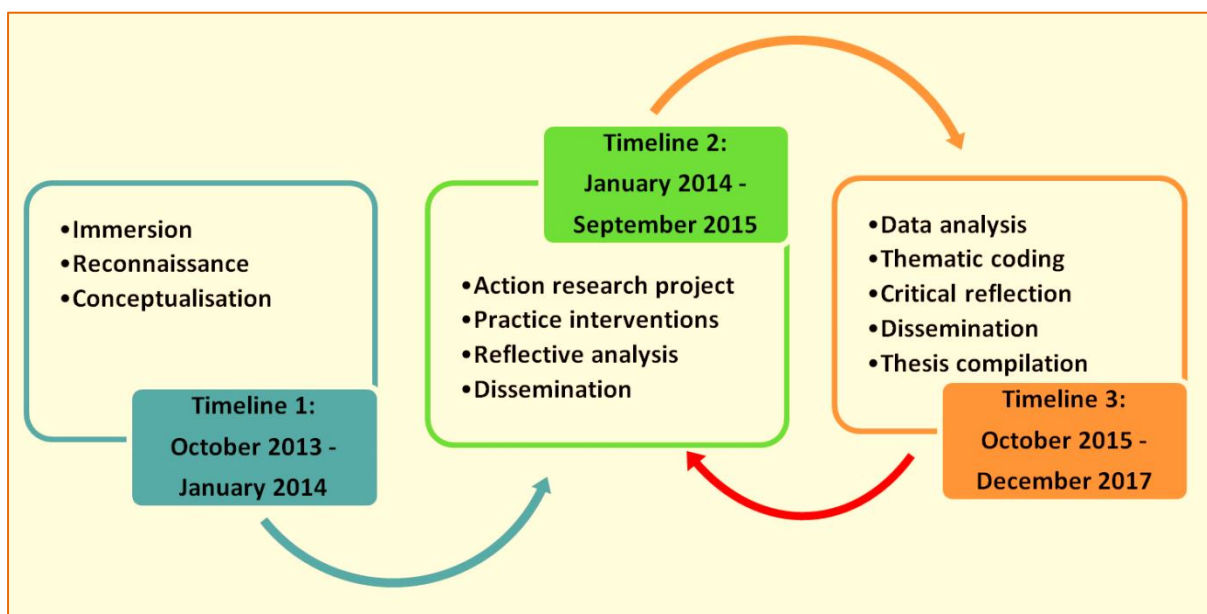 •Immersion
•Reconnaissance
•Conceptualisation
Timeline 1:
October 2013 -
January 2014
Timeline 2:
January 2014 -
September 2015
•Action research project
•Practice interventions
•Reflective analysis
•Dissemination
•Data analysis
•Thematic coding
•Critical reflection
•Dissemination
•Thesis compilation
Timeline 3:
October 2015 -
December 2017